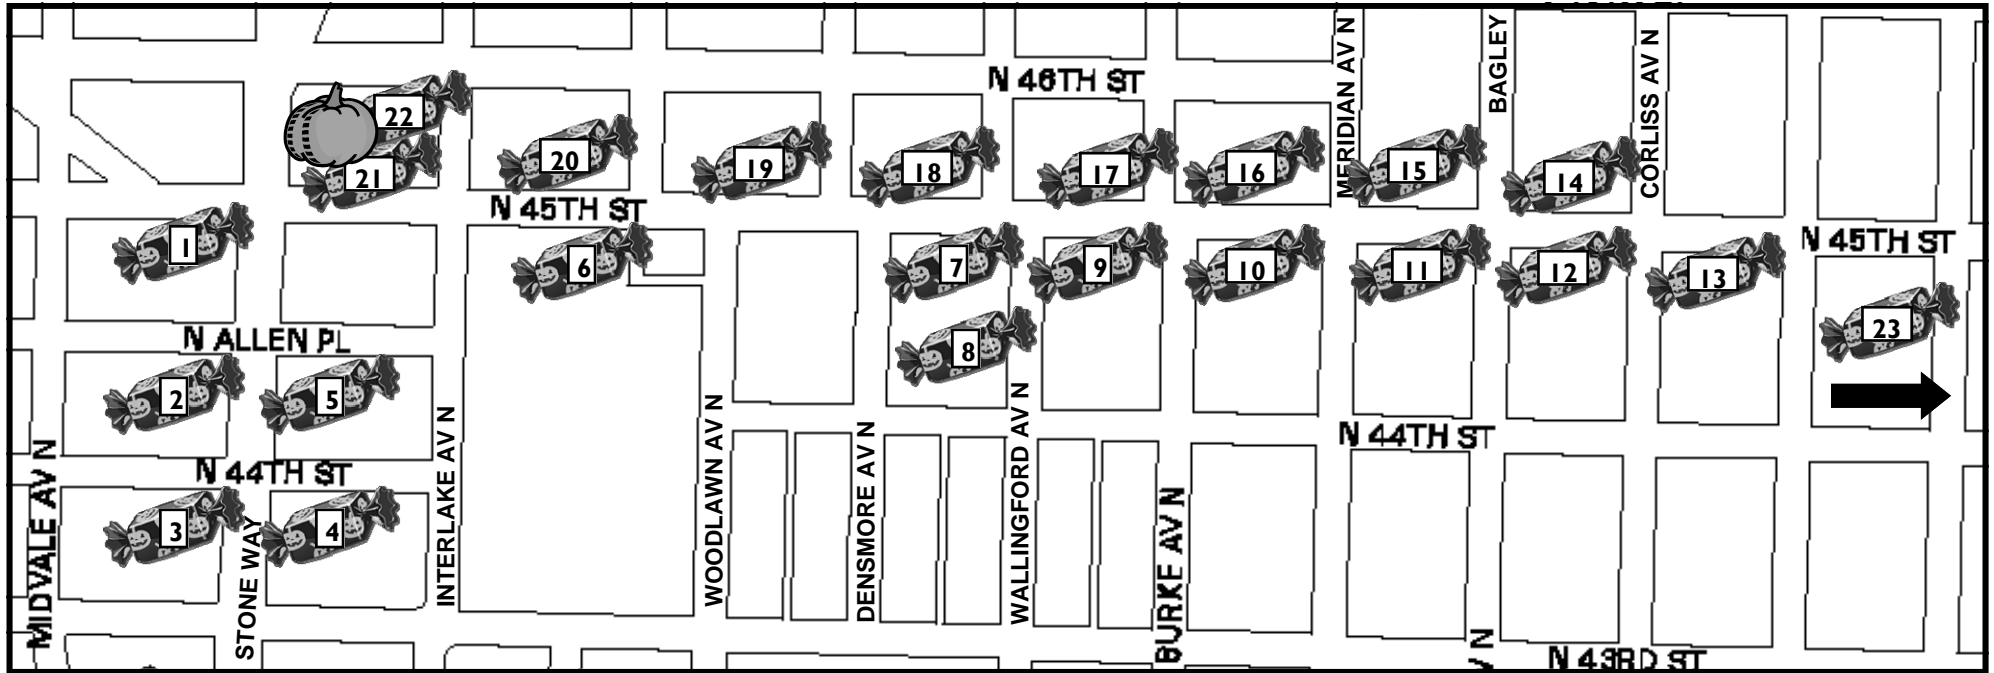 MERIDIAN AV N
BAGLEY
CORLISS AV N
N 46TH ST
22
21
20
19
18
17
16
15
14
N 45TH ST
N 45TH ST
1
6
7
9
10
11
12
13
23
N ALLEN PL
8
2
5
N 44TH ST
N 44TH ST
3
4
MIDVALE AV N
STONE WAY
INTERLAKE AV N
WOODLAWN AV N
DENSMORE AV N
WALLINGFORD AV N
BURKE AV N
N 43RD ST